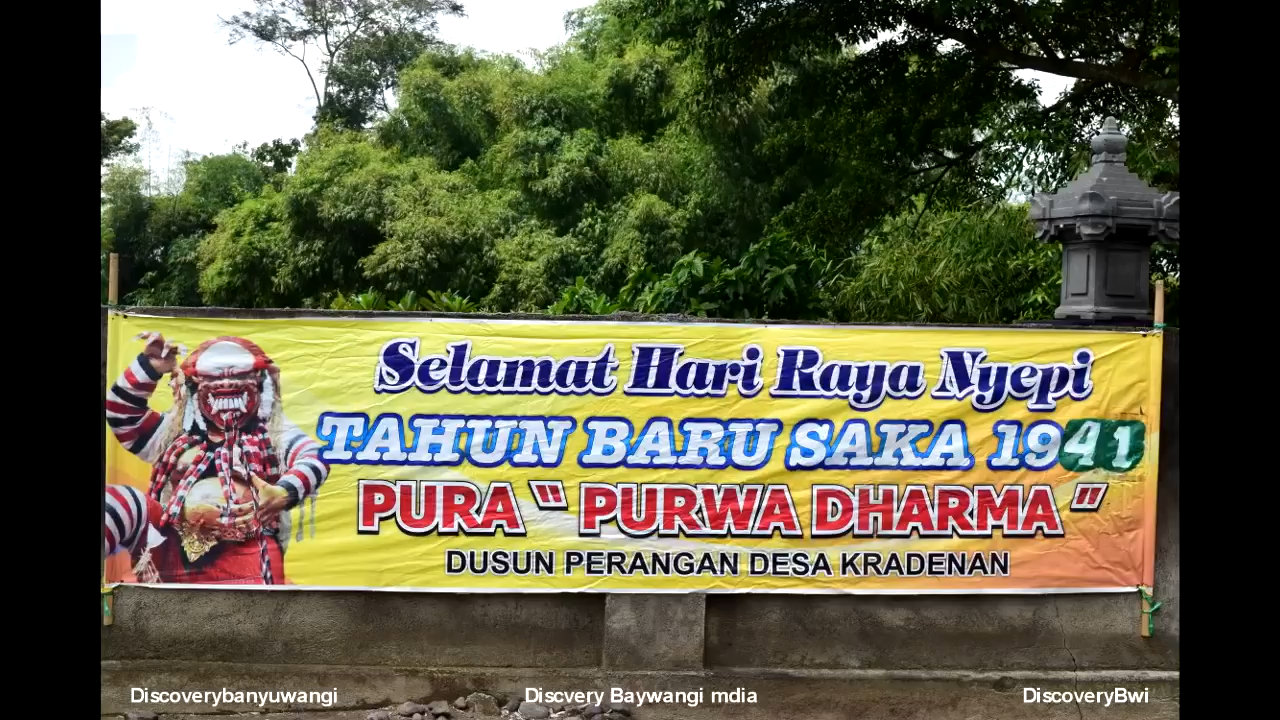 Selamat Hari Raya Nyepi
TAHUN BARU SAKA 1941
PURA " PURWA DHARMA "
DUSUN PERANGAN DESA KRADENAN
Discoverybanyuwangi Discvery Baywangi mdia DiscoveryBwi